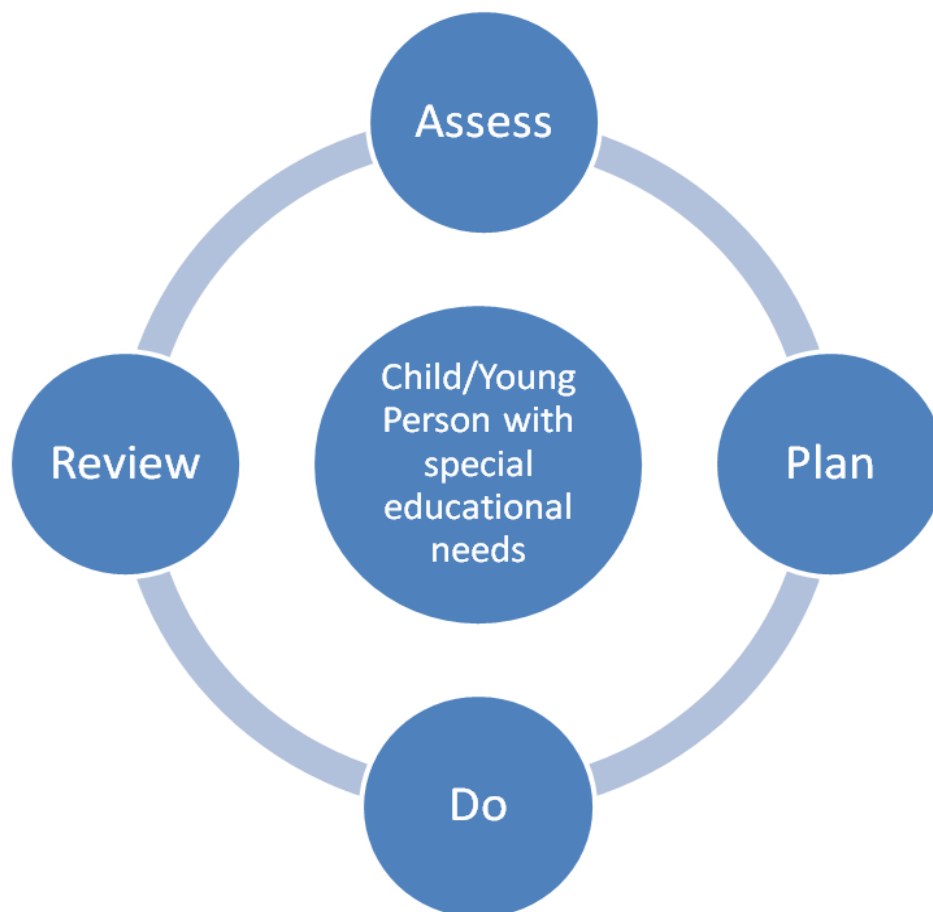 Assess
Child/Young
Person with
special
educational
needs
Review
Plan
Do